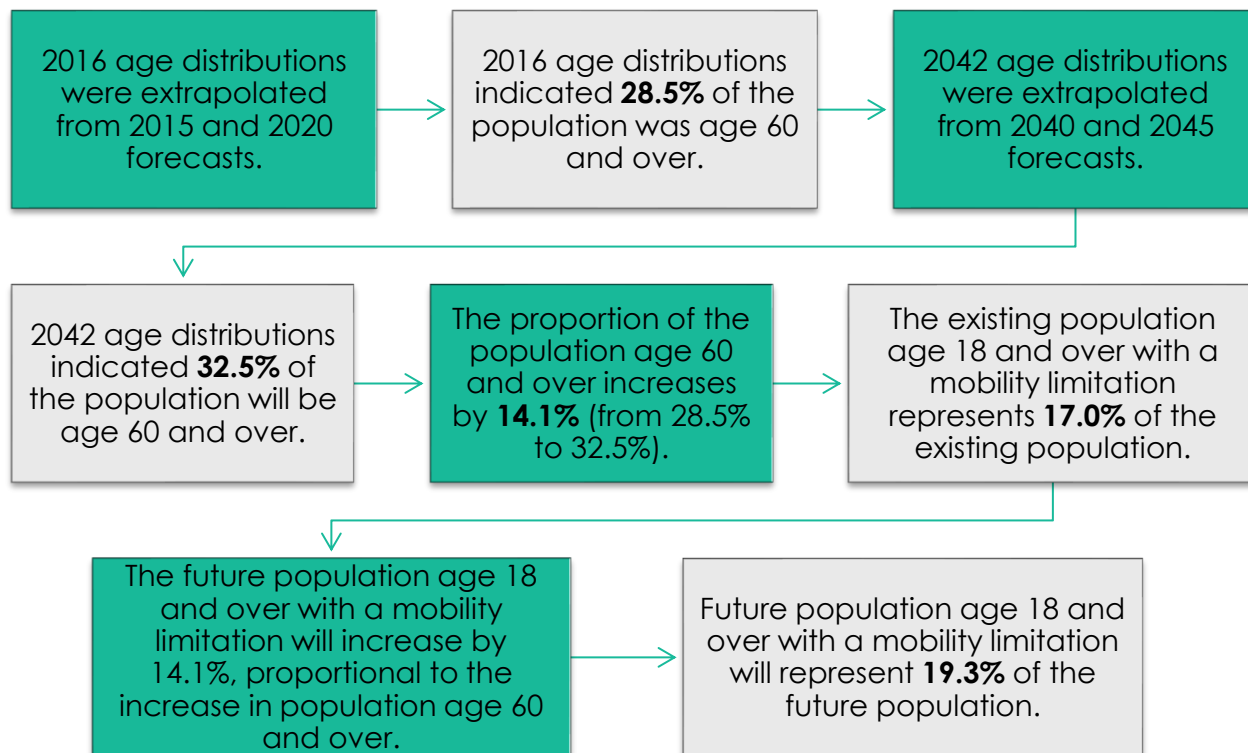 2016 age distributions
were extrapolated
from 2015 and 2020
forecasts.
2016 age distributions
indicated 28.5% of the
population was age 60
and over.
2042 age distributions
were extrapolated
from 2040 and 2045
forecasts.
2042 age distributions
indicated 32.5% of
the population will be
age 60 and over.
The proportion of the
population age 60
and over increases
by 14.1% (from 28.5%
to 32.5%).
The existing population
age 18 and over with a
mobility limitation
represents 17.0% of the
existing population.
The future population age 18
and over with a mobility
limitation will increase by
14.1%, proportional to the
increase in population age 60
and over.
Future population age 18 and
over with a mobility limitation
will represent 19.3% of the
future population.